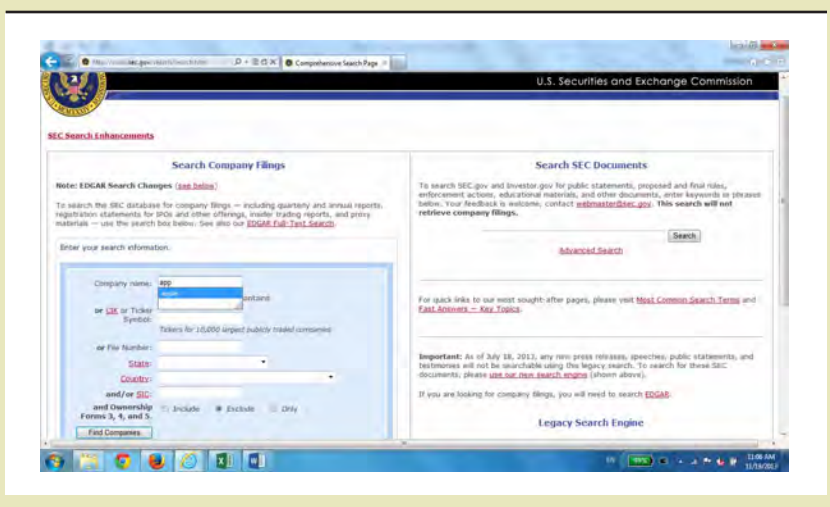 Comprehensive Search Page
U.S. Securities and Exchange Commission
SEC Search Enhancements
Search Company Filings
Note: EDGAR Search Changes (see below)
To search the SEC database for company filings — including quarterly and annual reports,
registration statements for IPOs and other offerings, insider trading reports, and proxy
materials — use the search box below. See also our EDGAR Full-Text Search.
Enter your search information.
Company name: app
apple
or CIK or Ticker
Symbol:
Tickers for 10,000 largest publicly traded companies
or File Number:
State:
Country:
and/or SIC:
and Ownership
Forms 3, 4, and 5.
Include Exclude Only
Find Companies
Search SEC Documents
To search SEC.gov and Investor.gov for public statements, proposed and final rules,
enforcement actions, educational materials, and other documents, enter keywords or phrases
below. Your feedback is welcome, contact webmaster@sec.gov. This search will not
retrieve company filings.
Search
Advanced Search
For quick links to our most sought-after pages, please visit Most Common Search Terms and
Fast Answers — Key Topics.
Important: As of July 18, 2013, any new press releases, speeches, public statements, and
testimonies will not be searchable using this legacy search. To search for these SEC
documents, please use our new search engine (shown above).
If you are looking for company filings, you will need to search EDGAR.
Legacy Search Engine
11:06 AM